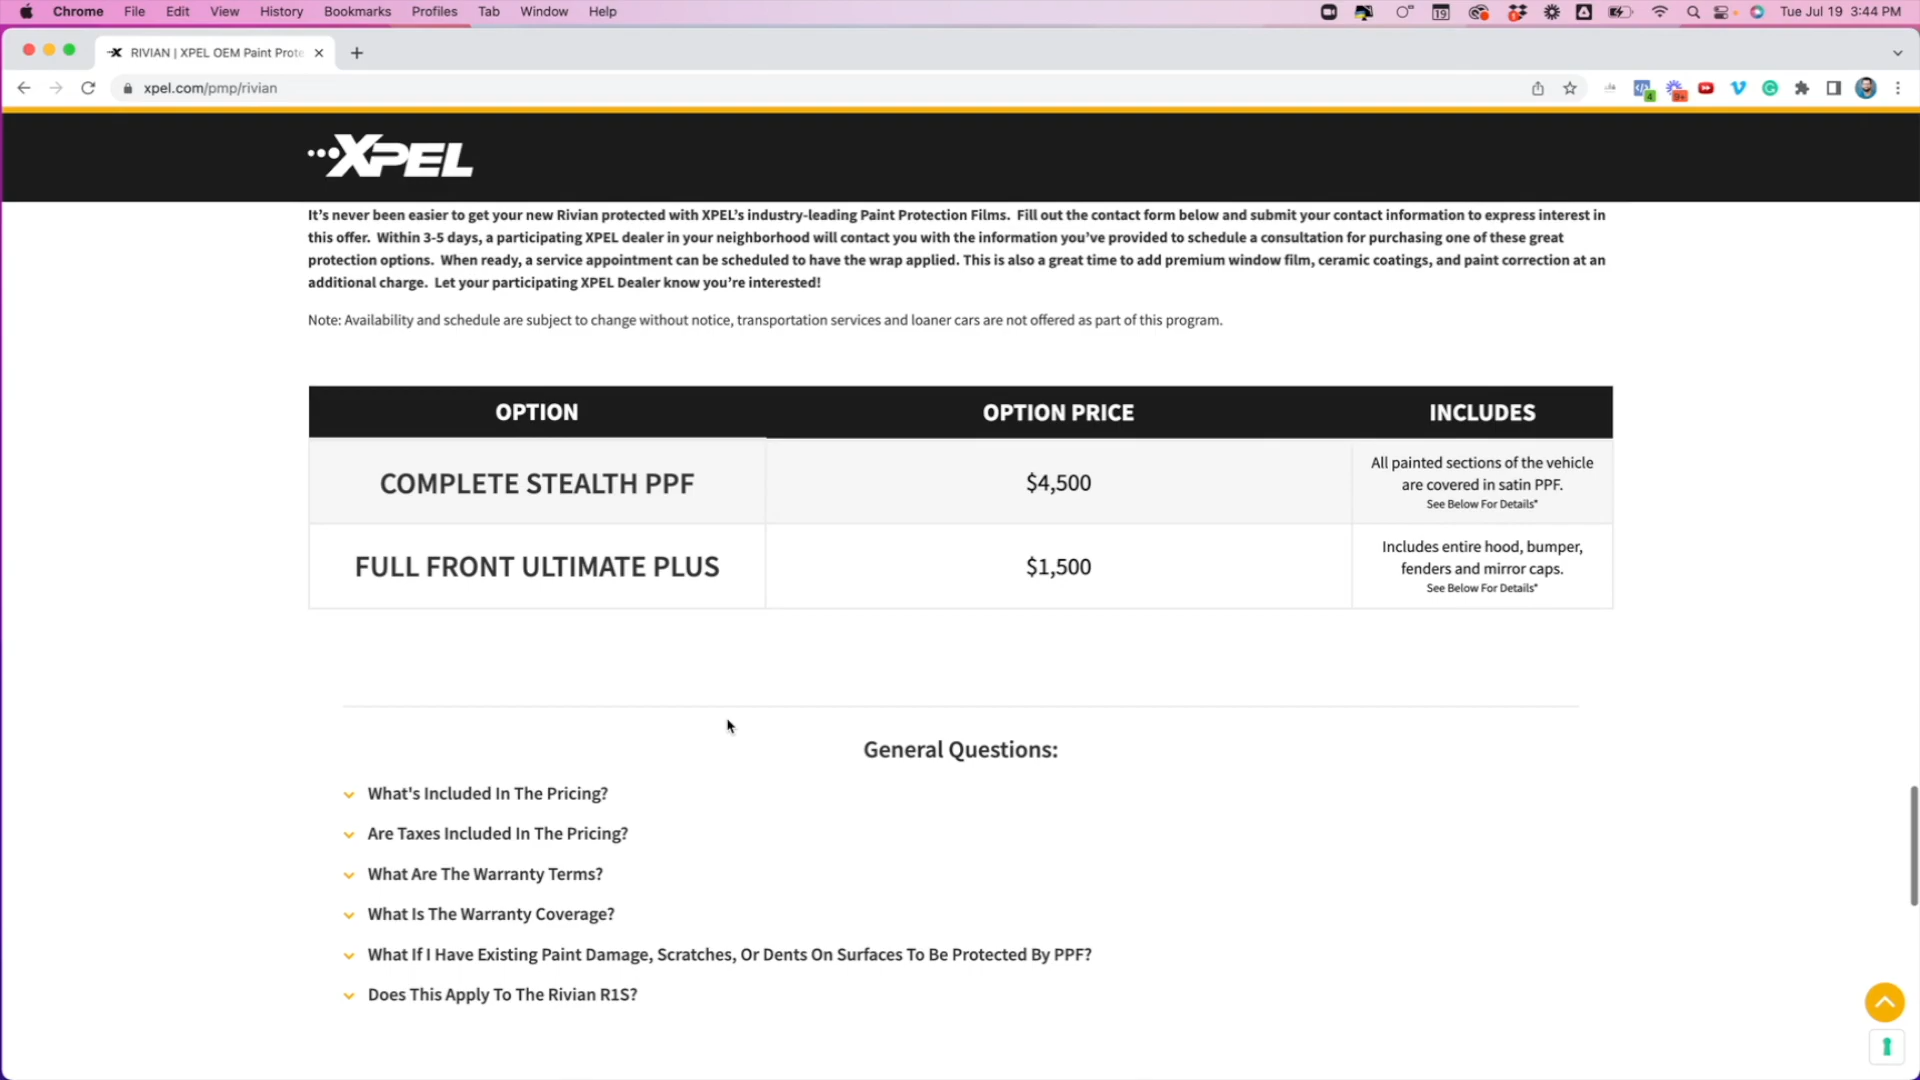 Chrome File Edit View History Bookmarks Profiles Tab Window Help 19 Tue Jul 19 3:44 PM
RIVIAN | XPEL OEM Paint Prote
xpel.com/pmp/rivian 4 9+
XPEL
It's never been easier to get your new Rivian protected with XPEL's industry-leading Paint Protection Films. Fill out the contact form below and submit your contact information to express interest in
this offer. Within 3-5 days, a participating XPEL dealer in your neighborhood will contact you with the information you've provided to schedule a consultation for purchasing one of these great
protection options. When ready, a service appointment can be scheduled to have the wrap applied. This is also a great time to add premium window film, ceramic coatings, and paint correction at an
additional charge. Let your participating XPEL Dealer know you're interested!
Note: Availability and schedule are subject to change without notice, transportation services and loaner cars are not offered as part of this program.
OPTION OPTION PRICE INCLUDES
COMPLETE STEALTH PPF $4,500 All painted sections of the vehicle
are covered in satin PPF.
See Below For Details*
FULL FRONT ULTIMATE PLUS $1,500 Includes entire hood, bumper,
fenders and mirror caps.
See Below For Details*
General Questions:
What's Included In The Pricing?
Are Taxes Included In The Pricing?
What Are The Warranty Terms?
What Is The Warranty Coverage?
What If I Have Existing Paint Damage, Scratches, Or Dents On Surfaces To Be Protected By PPF?
Does This Apply To The Rivian R1S?